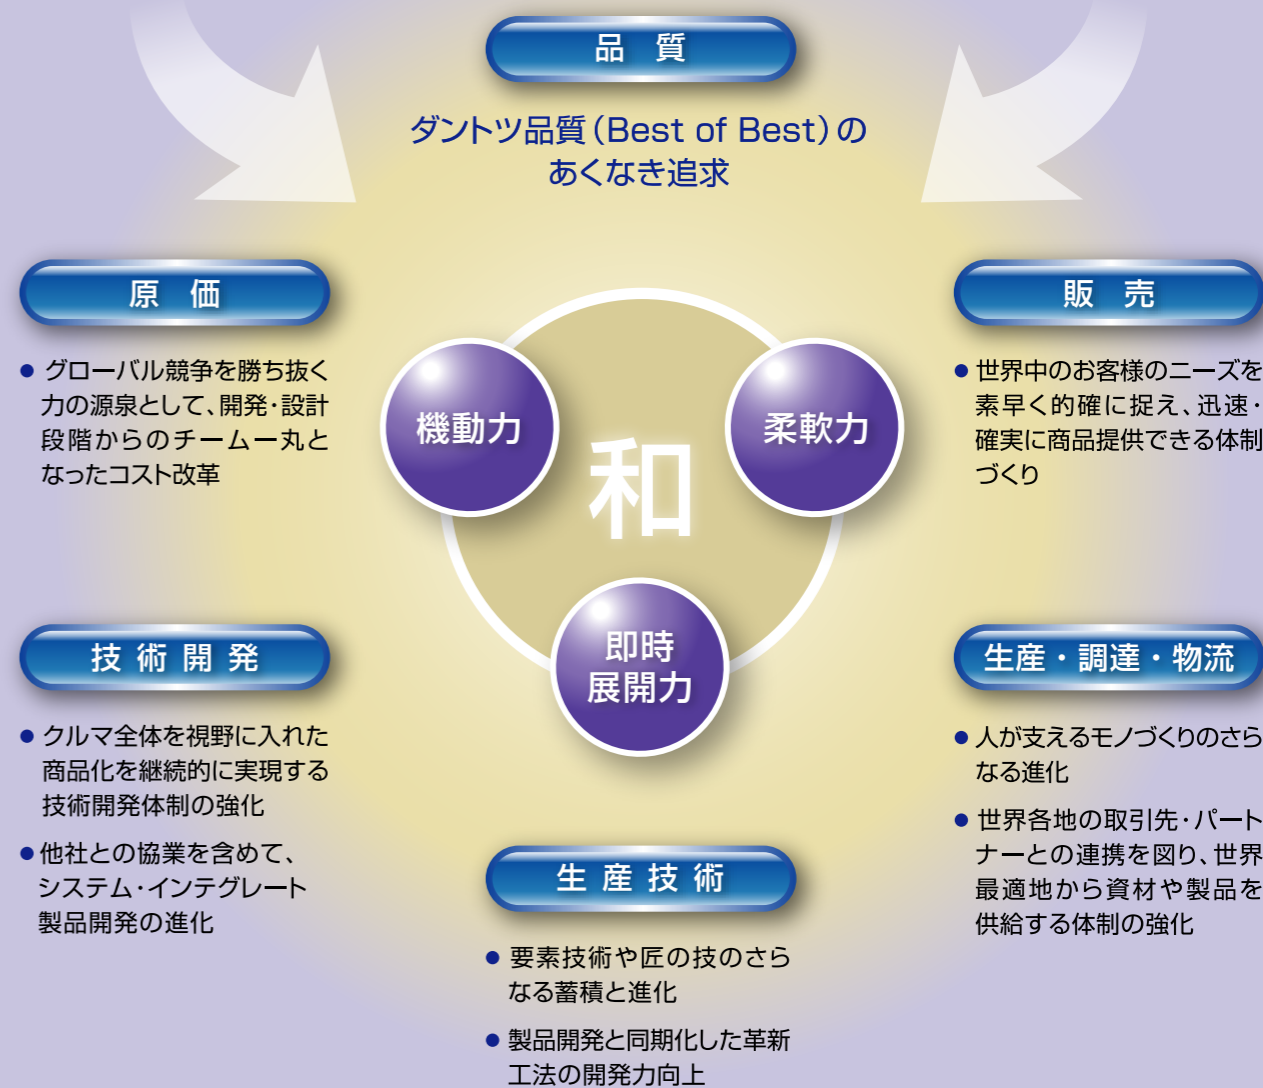 品 質
ダントツ品質（Best of Best）の
あくなき追求
原 価
● グローバル競争を勝ち抜く
力の源泉として、開発・設計
段階からのチーム一丸と
なったコスト改革
販 売
● 世界中のお客様のニーズを
素早く的確に捉え、迅速・
確実に商品提供できる体制
づくり
機動力
柔軟力
和
即時
展開力
技 術 開 発
● クルマ全体を視野に入れた
商品化を継続的に実現する
技術開発体制の強化
● 他社との協業を含めて、
システム・インテグレート
製品開発の進化
生産・調達・物流
● 人が支えるモノづくりのさら
なる進化
● 世界各地の取引先・パート
ナーとの連携を図り、世界
最適地から資材や製品を
供給する体制の強化
生 産 技 術
● 要素技術や匠の技のさら
なる蓄積と進化
● 製品開発と同期化した革新
工法の開発力向上